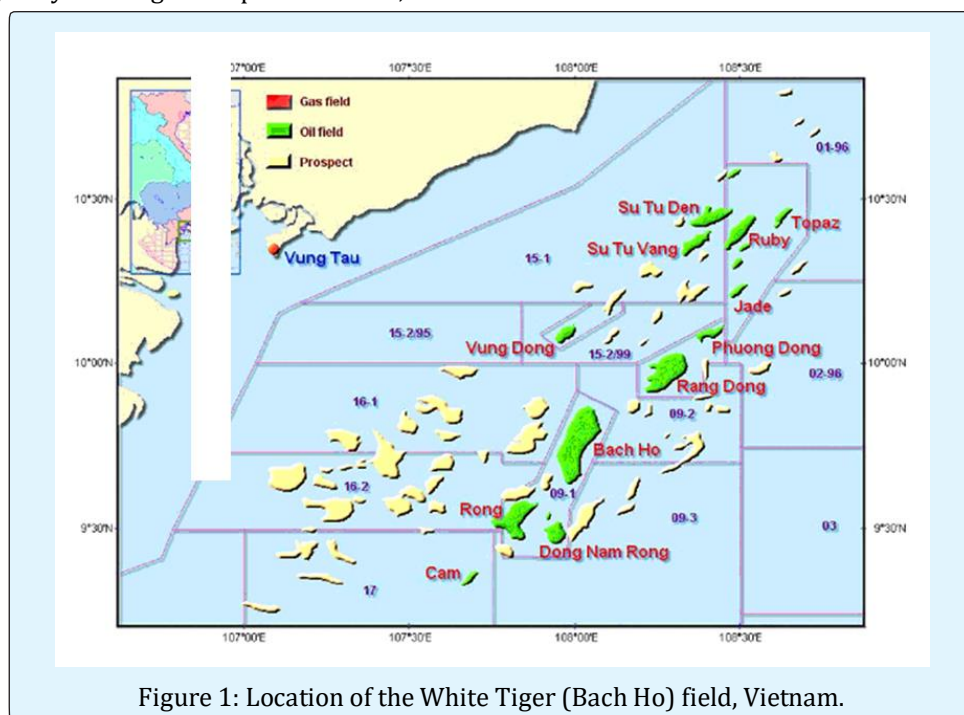 07°00'E 107°30'E 108°00'E 108°30'E
Gas field
Oil field
Prospect
01-96
10°30'N 10°30'N
Su Tu Den
Topaz
Ruby
Su Tu Vang
Vung Tau
15-1
Jade
15-2/95
Vung Dong
15-2/99
Phuong Dong
10°00'N 10°00'N
02-96
Rang Dong
16-1
09-2
Bach Ho
16-2
09-1
Rong
09-3
03
9°30'N 9°30'N
Dong Nam Rong
Cam
17
107°00'E 107°30'E 108°00'E 108°30'E
Figure 1: Location of the White Tiger (Bach Ho) field, Vietnam.